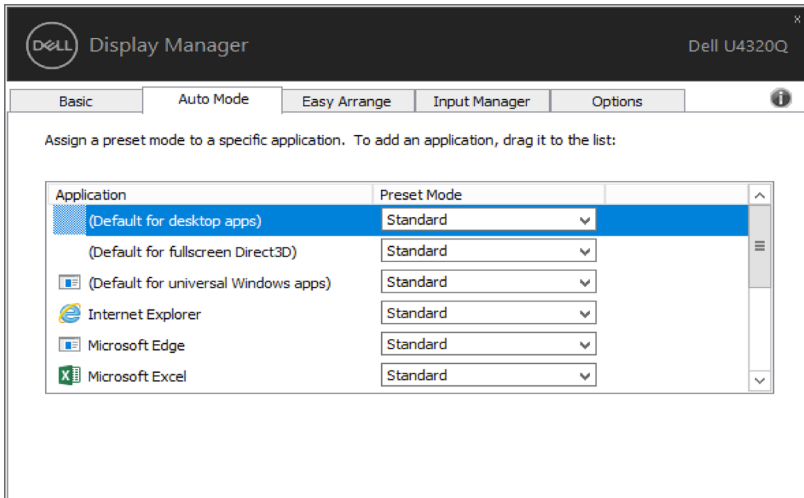 x
DELL Display Manager Dell U4320Q
Basic Auto Mode Easy Arrange Input Manager Options i
Assign a preset mode to a specific application. To add an application, drag it to the list:
Application Preset Mode
(Default for desktop apps) Standard
(Default for fullscreen Direct3D) Standard
(Default for universal Windows apps) Standard
Internet Explorer Standard
Microsoft Edge Standard
Microsoft Excel Standard